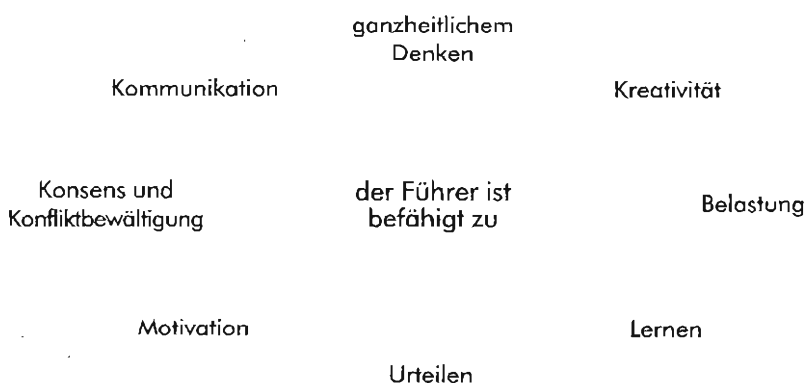 ganzheitlichem
Denken
Kommunikation
Kreativität
Konsens und
Konfliktbewältigung
der Führer ist
befähigt zu
Belastung
Motivation
Lernen
Urteilen